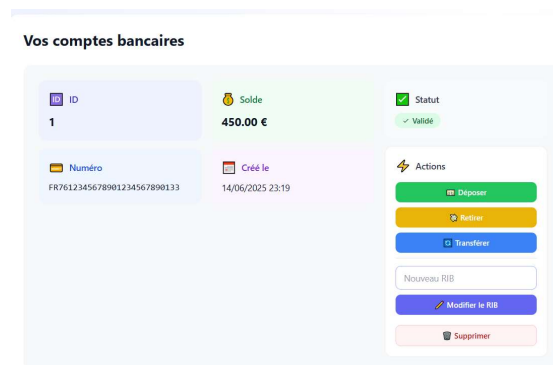 Vos comptes bancaires
ID ID
1
Solde
450.00 €
Statut
✓ Validé
Numéro
FR7612345678901234567890133
Créé le
14/06/2025 23:19
Actions
Déposer
Retirer
Transférer
Nouveau RIB
Modifier le RIB
Supprimer